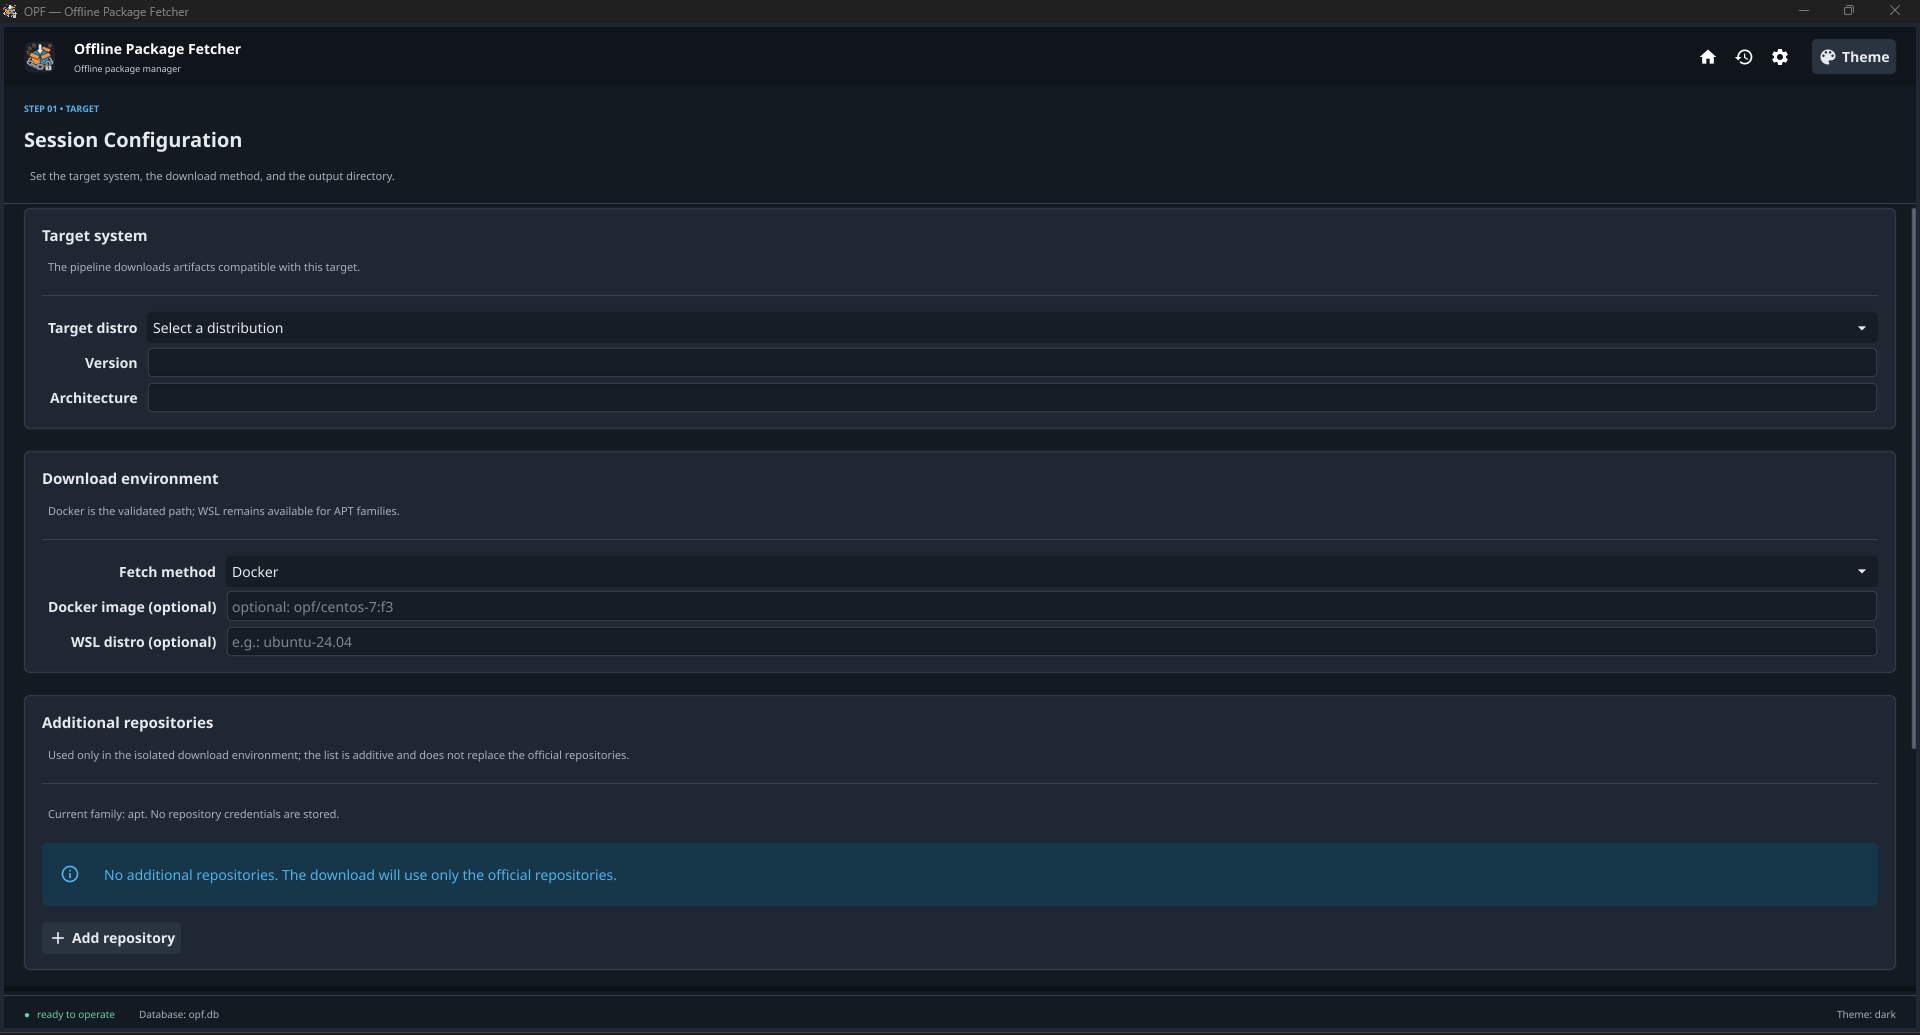 OPF — Offline Package Fetcher
Offline Package Fetcher
Offline package manager
Theme
STEP 01 • TARGET
Session Configuration
Set the target system, the download method, and the output directory.
Target system
The pipeline downloads artifacts compatible with this target.
Target distro Select a distribution
Version
Architecture
Download environment
Docker is the validated path; WSL remains available for APT families.
Fetch method Docker
Docker image (optional) optional: opf/centos-7:f3
WSL distro (optional) e.g.: ubuntu-24.04
Additional repositories
Used only in the isolated download environment; the list is additive and does not replace the official repositories.
Current family: apt. No repository credentials are stored.
No additional repositories. The download will use only the official repositories.
+ Add repository
• ready to operate Database: opf.db Theme: dark